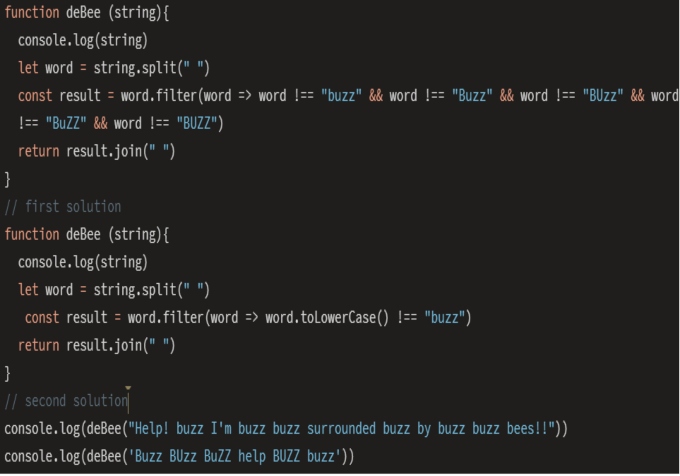 function deBee (string){
console.log(string)
let word = string.split(" ")
const result = word.filter(word => word !== "buzz" && word !== "Buzz" && word !== "BUzz" && word
!== "BuZZ" && word !== "BUZZ")
return result.join(" ")
}
// first solution
function deBee (string){
console.log(string)
let word = string.split(" ")
const result = word.filter(word => word.toLowerCase() !== "buzz")
return result.join(" ")
}
// second solution
console.log(deBee("Help! buzz I'm buzz buzz surrounded buzz by buzz buzz bees!!"))
console.log(deBee('Buzz BUzz BuZZ help BUZZ buzz'))